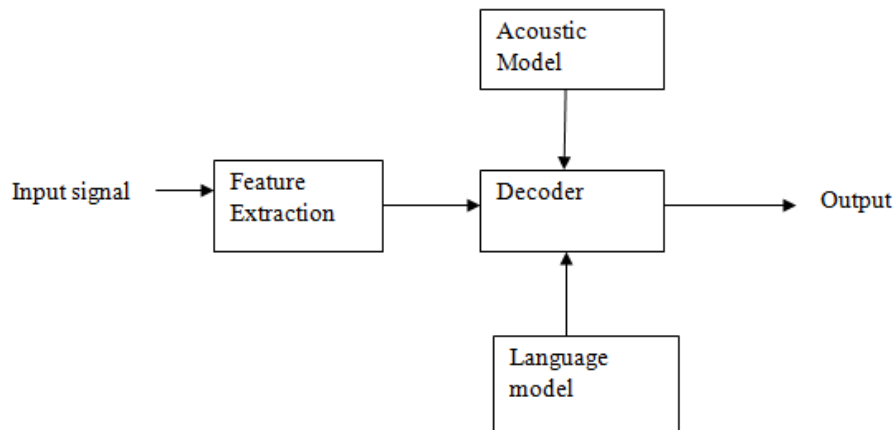 Acoustic
Model
Input signal
Feature
Extraction
Decoder
Output
Language
model